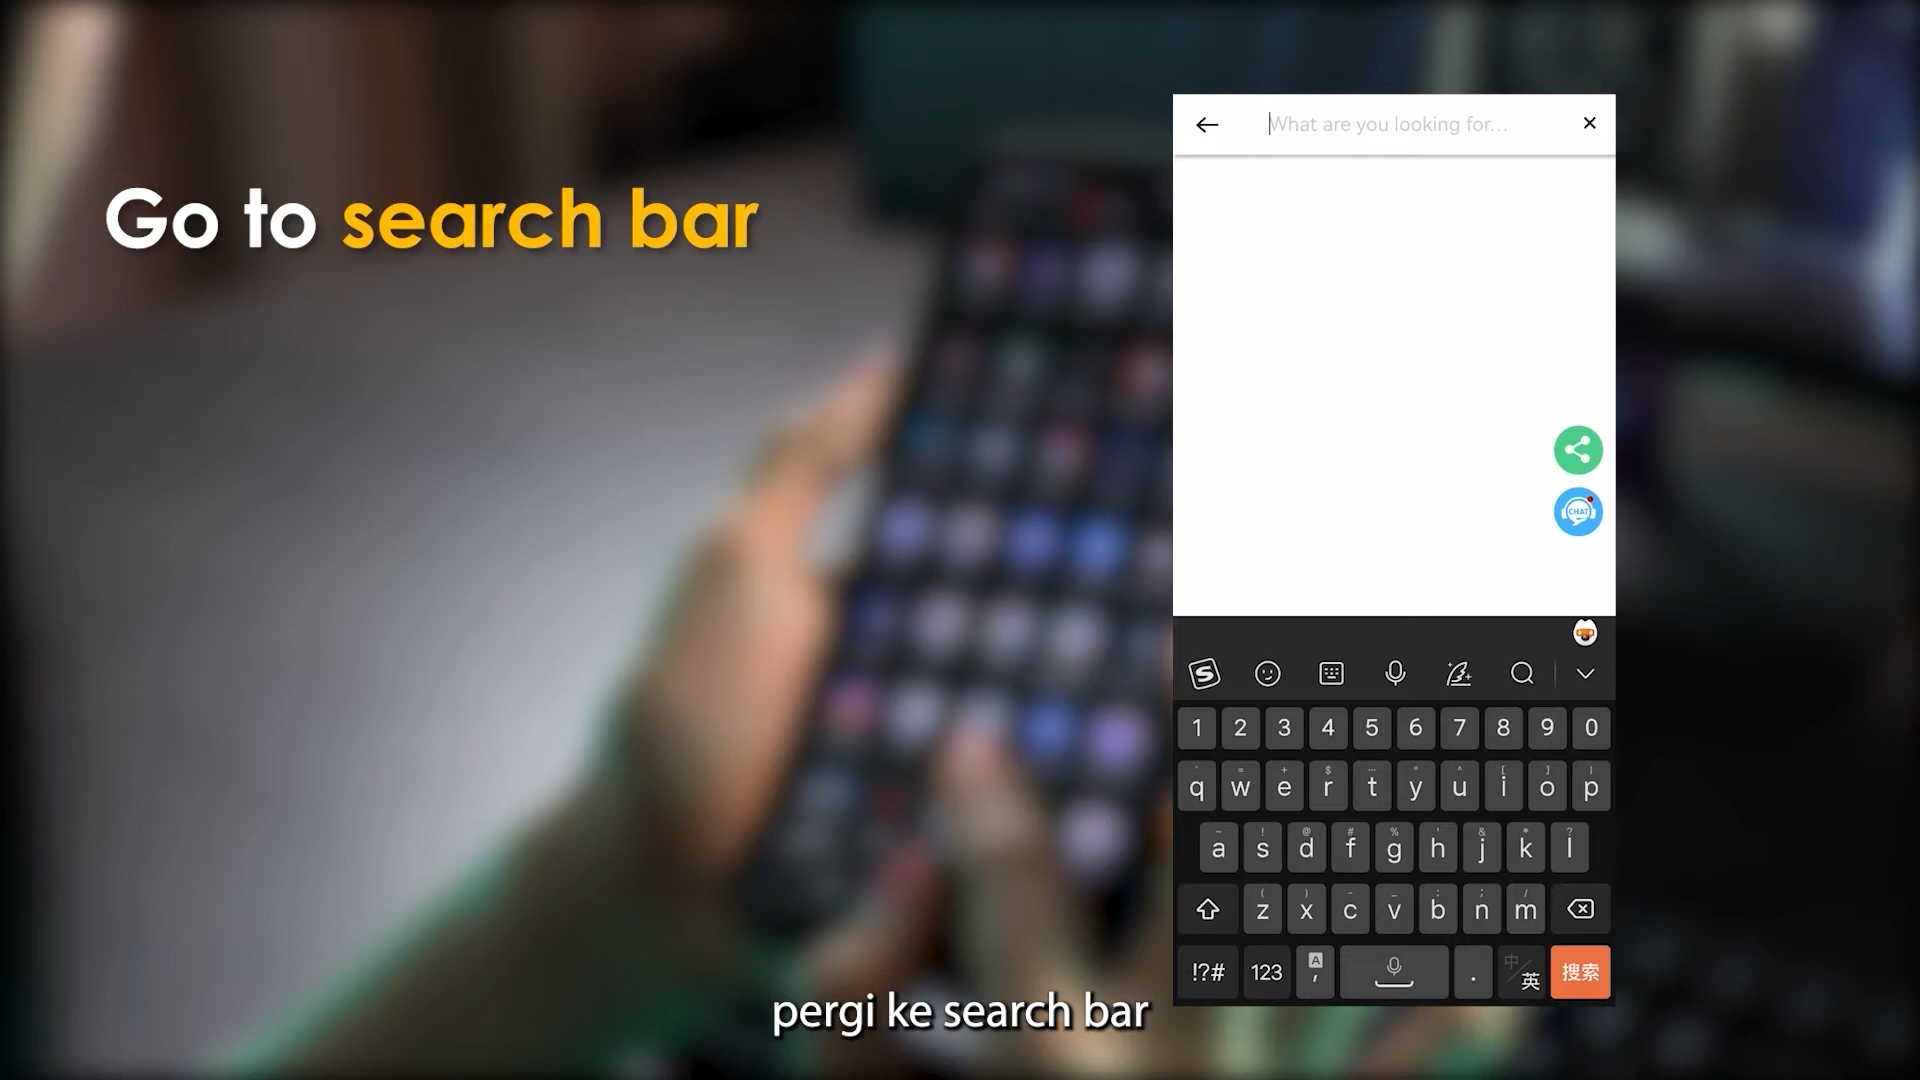 Go to search bar
What are you looking for...
CHAT
1 2 3 4 5 6 7 8 9 0
q w e r t y u i o p
a s d f g h j k l
z x c v b n m
!?# 123 A , . 中/英 搜索
pergi ke search bar